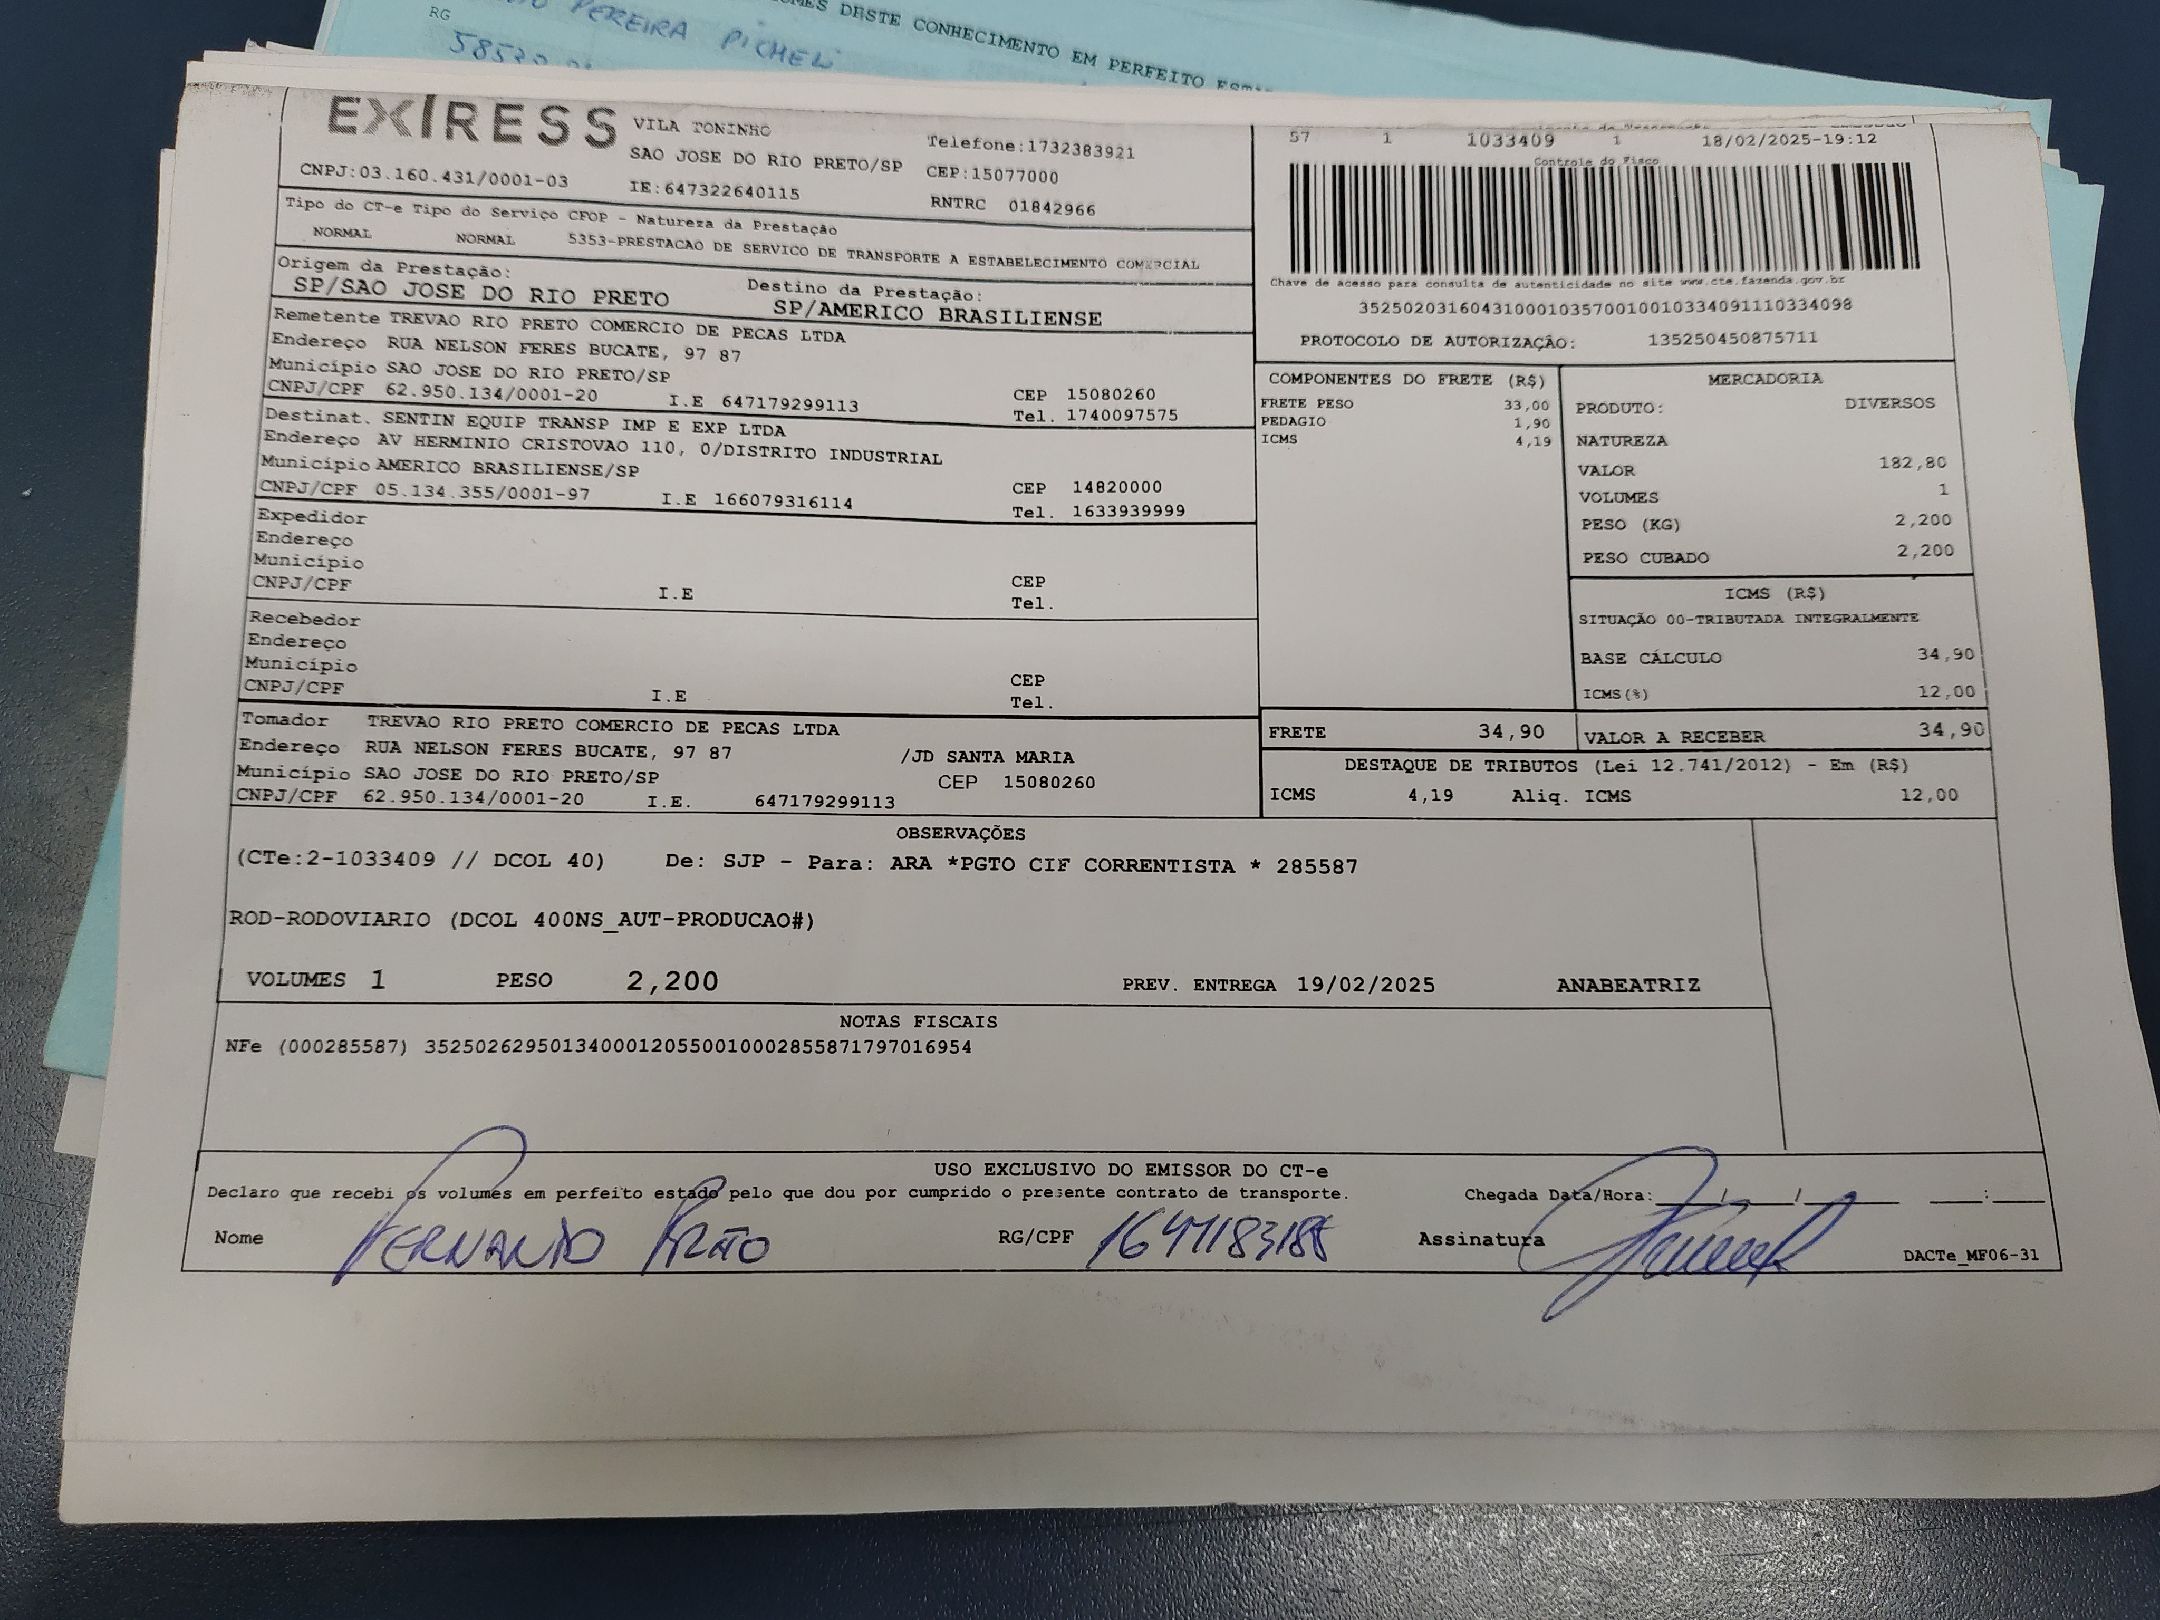 PEREIRA PICHELI
DESTE CONHECIMENTO EM PERFEITO
RG
EXPRESS
VILA TONINHO
SAO JOSE DO RIO PRETO/SP
Telefone:1732383921
CEP:15077000
CNPJ:03.160.431/0001-03
IE:647322640115
RNTRC 01842966
57 1 1033409 1 18/02/2025-19:12
Controle do Fisco
Tipo do CT-e Tipo do Serviço CFOP - Natureza da Prestação
NORMAL NORMAL 5353-PRESTACAO DE SERVICO DE TRANSPORTE A ESTABELECIMENTO COMERCIAL
Origem da Prestação:
SP/SAO JOSE DO RIO PRETO
Destino da Prestação:
SP/AMERICO BRASILIENSE
Chave de acesso para consulta de autenticidade no site www.cte.fazenda.gov.br
35250203160431000103570010010334091110334098
PROTOCOLO DE AUTORIZAÇÃO: 135250450875711
Remetente TREVAO RIO PRETO COMERCIO DE PECAS LTDA
Endereço RUA NELSON FERES BUCATE, 97 87
Município SAO JOSE DO RIO PRETO/SP
CEP 15080260
CNPJ/CPF 62.950.134/0001-20 I.E 647179299113
Tel. 1740097575
Destinat. SENTIN EQUIP TRANSP IMP E EXP LTDA
Endereço AV HERMINIO CRISTOVAO 110, 0/DISTRITO INDUSTRIAL
Município AMERICO BRASILIENSE/SP
CEP 14820000
CNPJ/CPF 05.134.355/0001-97 I.E 166079316114
Tel. 1633939999
Expedidor
Endereço
Município
CEP
CNPJ/CPF I.E
Tel.
Recebedor
Endereço
Município
CEP
CNPJ/CPF I.E
Tel.
Tomador TREVAO RIO PRETO COMERCIO DE PECAS LTDA
Endereço RUA NELSON FERES BUCATE, 97 87 /JD SANTA MARIA
Município SAO JOSE DO RIO PRETO/SP CEP 15080260
CNPJ/CPF 62.950.134/0001-20 I.E. 647179299113
COMPONENTES DO FRETE (R$)
FRETE PESO 33,00
PEDAGIO 1,90
ICMS 4,19
MERCADORIA
PRODUTO: DIVERSOS
NATUREZA
VALOR 182,80
VOLUMES 1
PESO (KG) 2,200
PESO CUBADO 2,200
ICMS (R$)
SITUAÇÃO 00-TRIBUTADA INTEGRALMENTE
BASE CÁLCULO 34,90
ICMS(%) 12,00
FRETE 34,90 VALOR A RECEBER 34,90
DESTAQUE DE TRIBUTOS (Lei 12.741/2012) - Em (R$)
ICMS 4,19 Aliq. ICMS 12,00
OBSERVAÇÕES
(CTe:2-1033409 // DCOL 40) De: SJP - Para: ARA *PGTO CIF CORRENTISTA * 285587
ROD-RODOVIARIO (DCOL 400NS_AUT-PRODUCAO#)
VOLUMES 1 PESO 2,200 PREV. ENTREGA 19/02/2025 ANABEATRIZ
NOTAS FISCAIS
NFe (000285587) 35250262950134000120550010002855871797016954
USO EXCLUSIVO DO EMISSOR DO CT-e
Declaro que recebi os volumes em perfeito estado pelo que dou por cumprido o presente contrato de transporte. Chegada Data/Hora:___/___/___ __:__
Nome FERNANDO PRATO RG/CPF Assinatura
DACTe_MF06-31